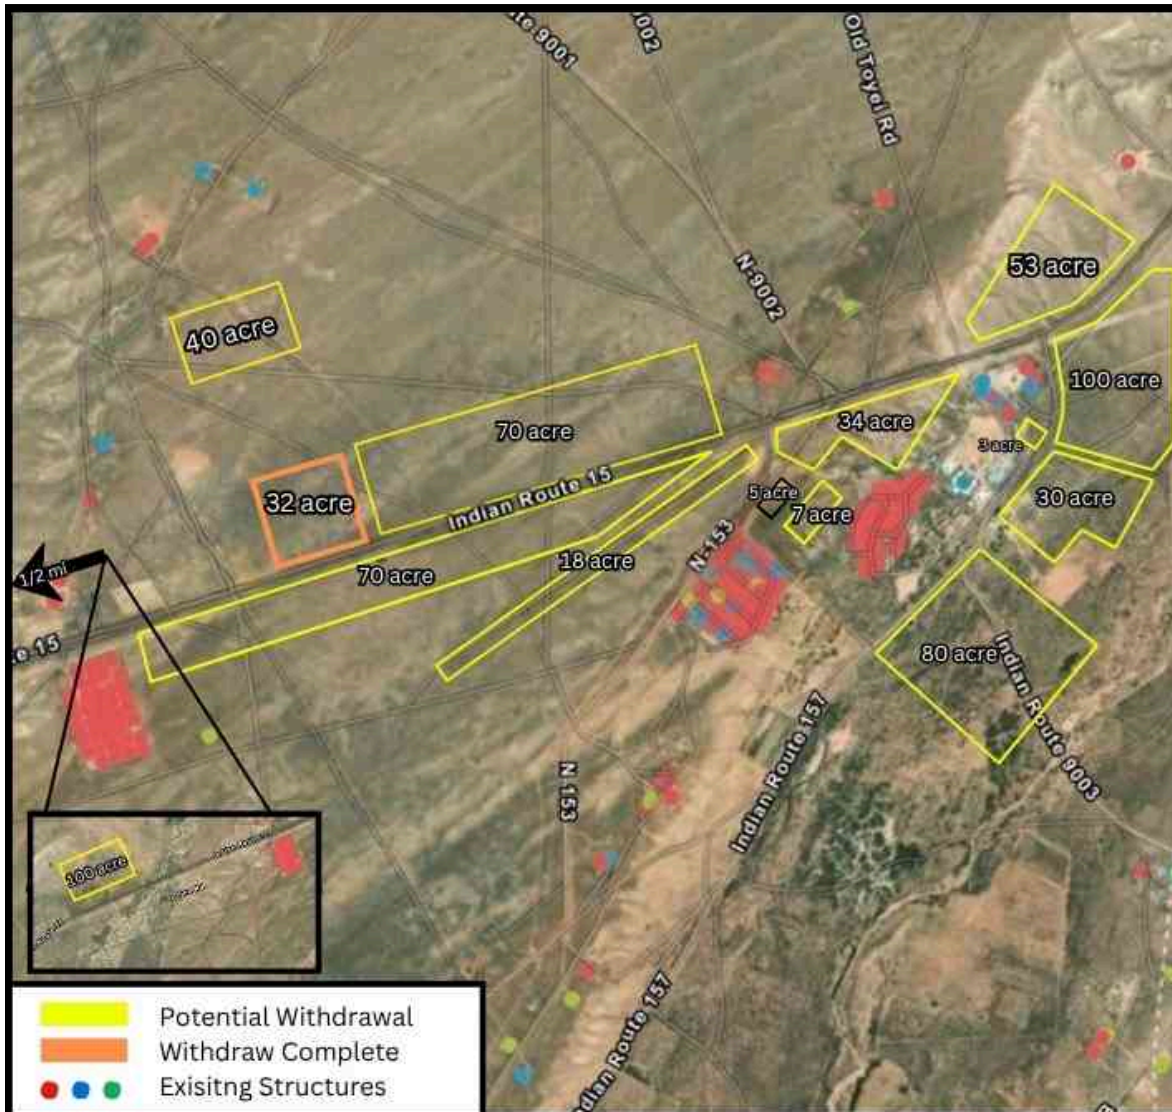 te-9001
9002
Old Toyei Rd
N-9002
53 acre
40 acre
100 acre
70 acre
34 acre
3 acre
32 acre
Indian Route 15
5 acre
7 acre
30 acre
N-153
1/2 mi
70 acre
18 acre
te 15
80 acre
Indian Route 9003
Indian Route 157
N 153
100 acre
ndian Route 157
Potential Withdrawal
Withdraw Complete
Exisitng Structures